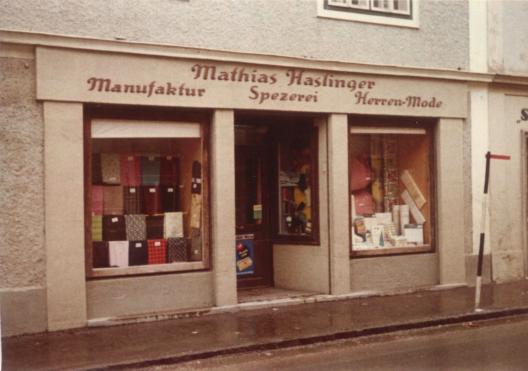 Mathias Haslinger
Manufaktur Spezerei Herren-Mode